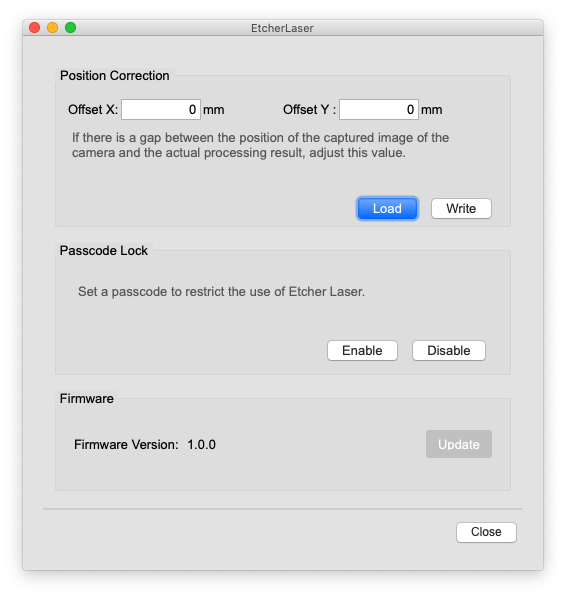 EtcherLaser
Position Correction
Offset X: 0 mm Offset Y : 0 mm
If there is a gap between the position of the captured image of the
camera and the actual processing result, adjust this value.
Load Write
Passcode Lock
Set a passcode to restrict the use of Etcher Laser.
Enable Disable
Firmware
Firmware Version: 1.0.0 Update
Close